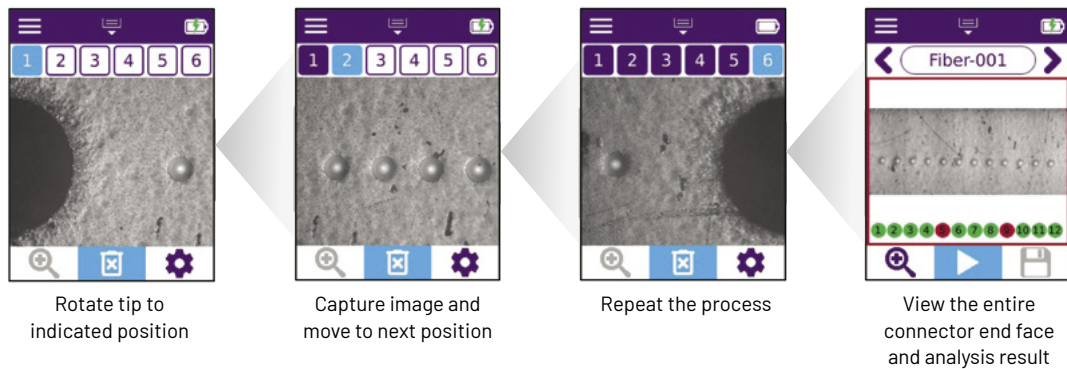 1 2 3 4 5 6
1 2 3 4 5 6
1 2 3 4 5 6
Fiber-001
1 2 3 4 5 6 7 8 9 10 11 12
Rotate tip to
indicated position
Capture image and
move to next position
Repeat the process
View the entire
connector end face
and analysis result